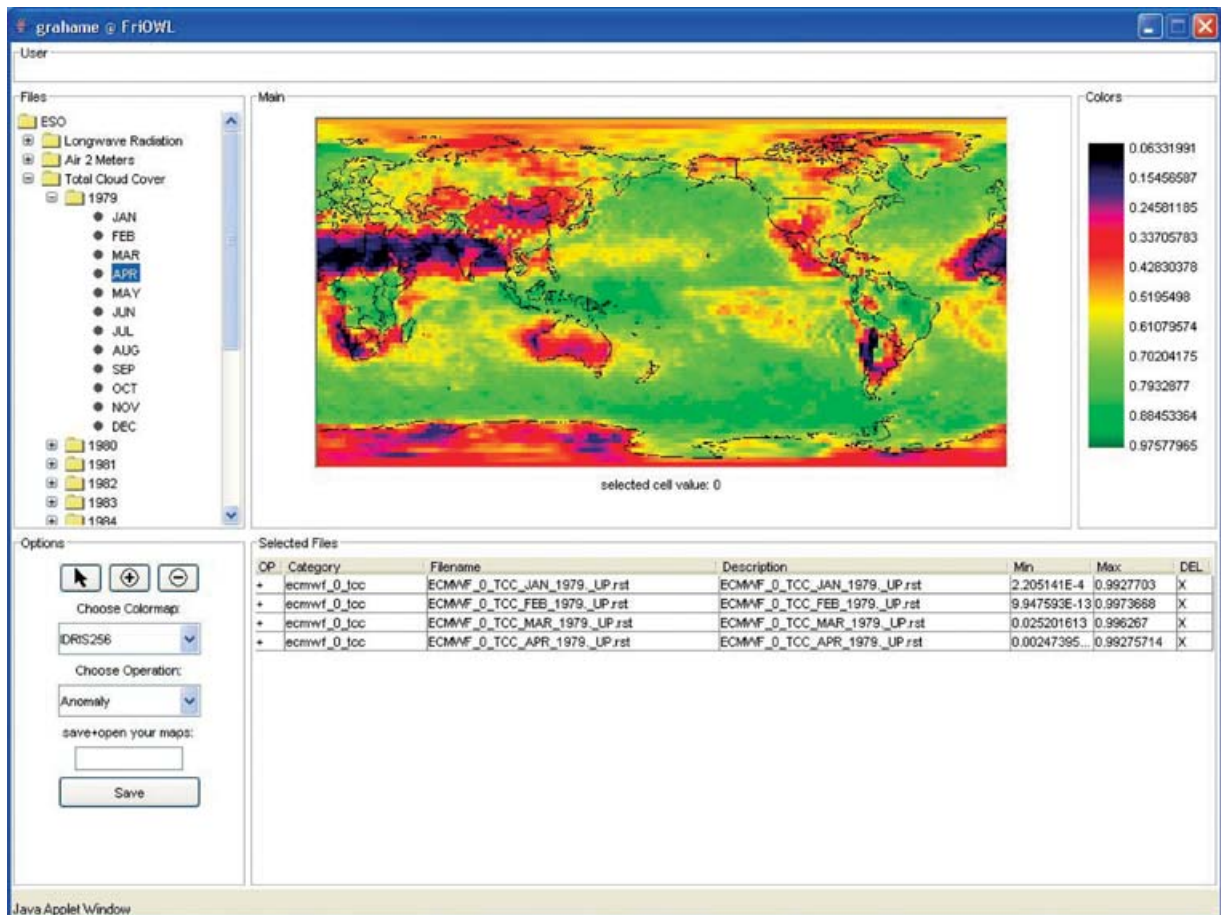 grahame @ FriOWL
User
Files
ESO
Longwave Radiation
Air 2 Meters
Total Cloud Cover
1979
JAN
FEB
MAR
APR
MAY
JUN
JUL
AUG
SEP
OCT
NOV
DEC
1980
1981
1982
1983
1984
Main
selected cell value: 0
Colors
0.06331991
0.15456587
0.24581185
0.33705783
0.42830378
0.5195498
0.61079574
0.70204175
0.7932877
0.88453364
0.97577965
Options
Choose Colormap:
IDRIS256
Choose Operation:
Anomaly
save+open your maps:
Save
Selected Files
OP Category Filename Description Min Max DEL
+ ecmwf_0_tcc ECMWF_0_TCC_JAN_1979._UP.rst ECMWF_0_TCC_JAN_1979._UP.rst 2.205141E-4 0.9927703 X
+ ecmwf_0_tcc ECMWF_0_TCC_FEB_1979._UP.rst ECMWF_0_TCC_FEB_1979._UP.rst 9.947593E-13 0.9973668 X
+ ecmwf_0_tcc ECMWF_0_TCC_MAR_1979._UP.rst ECMWF_0_TCC_MAR_1979._UP.rst 0.025201613 0.996267 X
+ ecmwf_0_tcc ECMWF_0_TCC_APR_1979._UP.rst ECMWF_0_TCC_APR_1979._UP.rst 0.00247395... 0.99275714 X
Java Applet Window